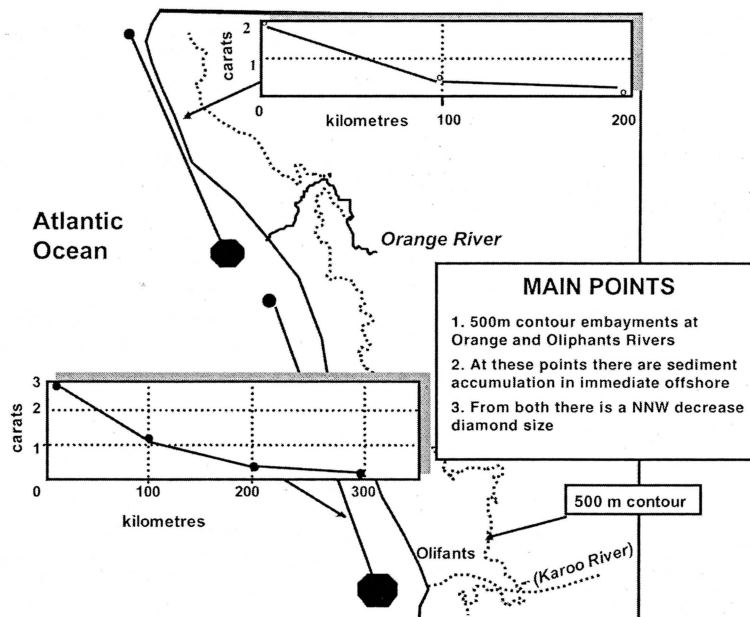 2
carats
1
0
kilometres
100
200
Atlantic
Ocean
Orange River
MAIN POINTS
1. 500m contour embayments at
Orange and Oliphants Rivers
2. At these points there are sediment
accumulation in immediate offshore
3. From both there is a NNW decrease
diamond size
3
2
carats
1
0
100
200
300
kilometres
500 m contour
Olifants
(Karoo River)